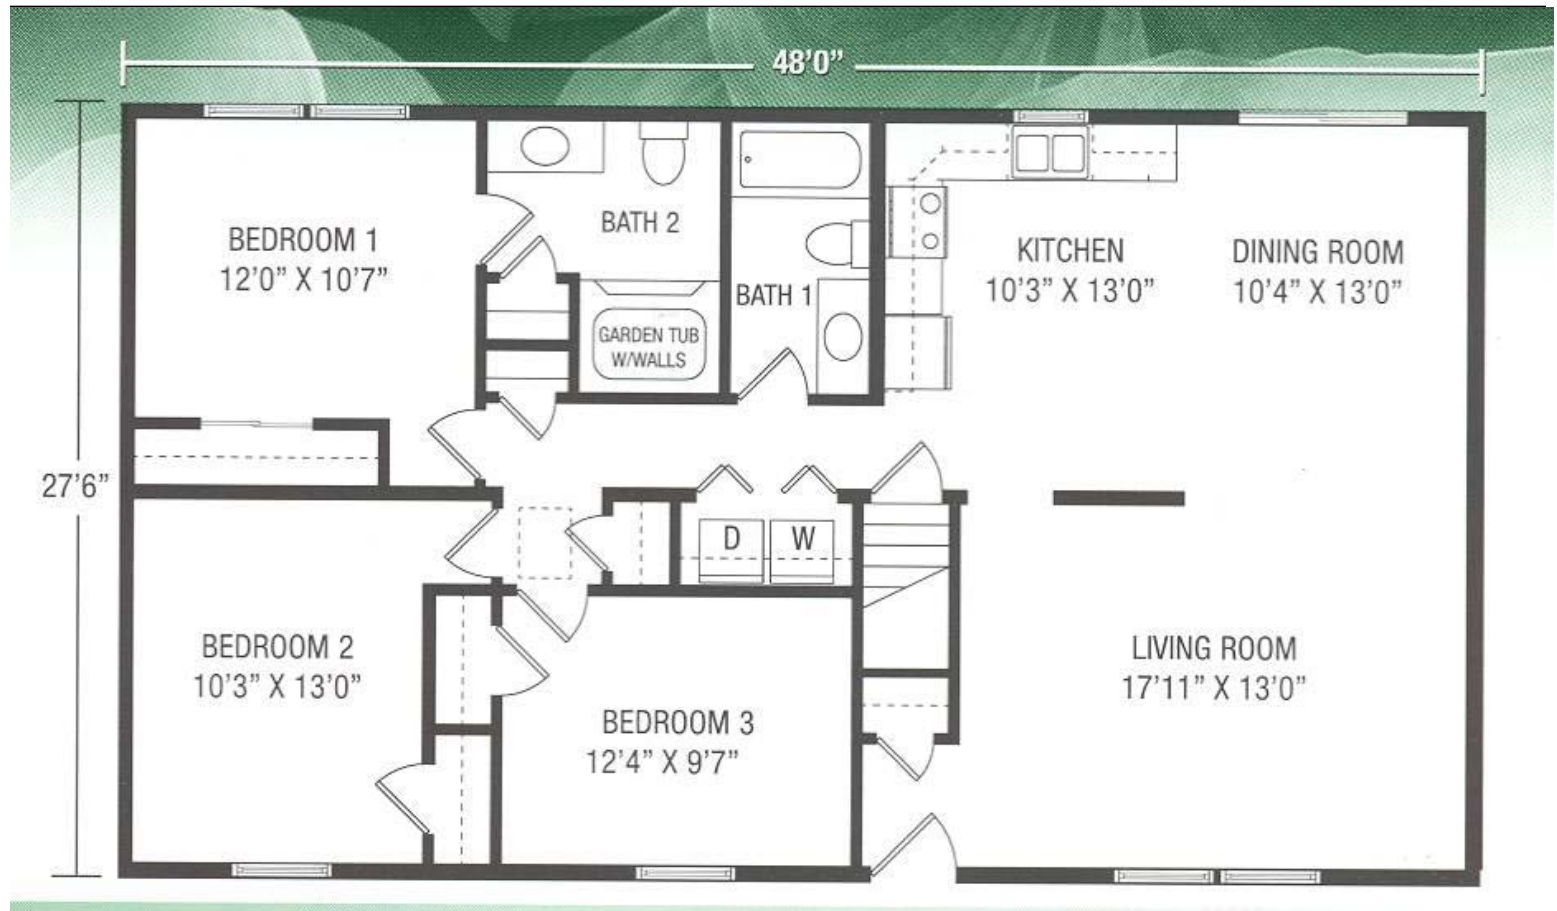 48’0”
27’6”
BEDROOM 1
12’0” X 10’7”
BATH 2
GARDEN TUB
W/WALLS
BATH 1
KITCHEN
10’3” X 13’0”
DINING ROOM
10’4” X 13’0”
D
W
BEDROOM 2
10’3” X 13’0”
BEDROOM 3
12’4” X 9’7”
LIVING ROOM
17’11” X 13’0”